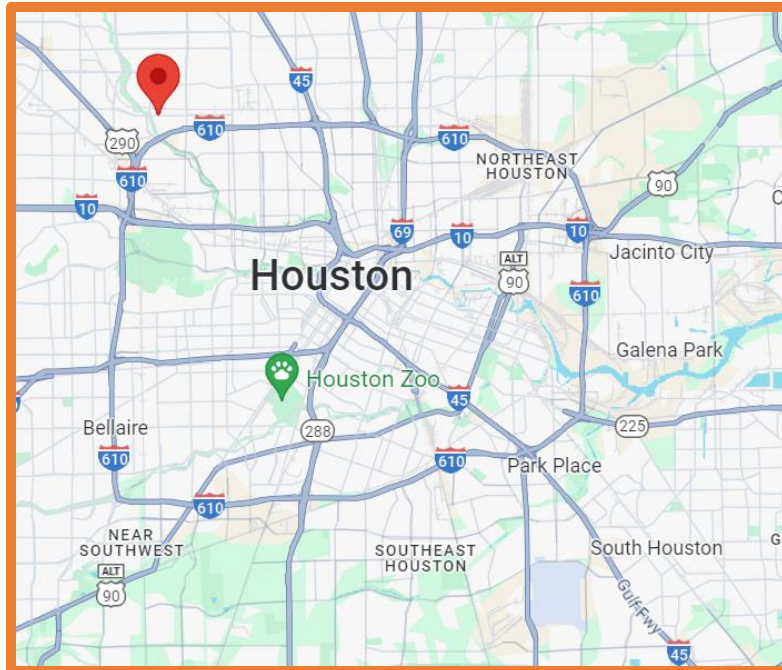 45
290
610
610
NORTHEAST
HOUSTON
90
610
10
69
10
10
Jacinto City
ALT
90
Houston
610
Galena Park
Houston Zoo
45
Bellaire
288
225
610
610
Park Place
610
NEAR
SOUTHWEST
SOUTHEAST
HOUSTON
South Houston
ALT
90
Gulf Fwy
45